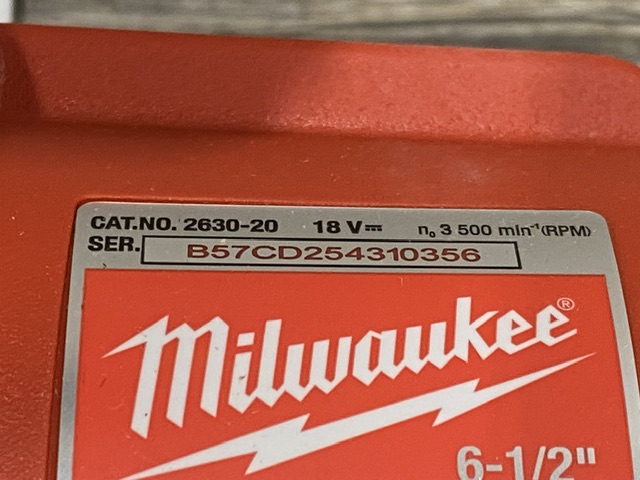 CAT.NO. 2630-20 18 V⎓ n₀ 3 500 min⁻¹(RPM)
SER. B57CD254310356
Milwaukee®
6-1/2"